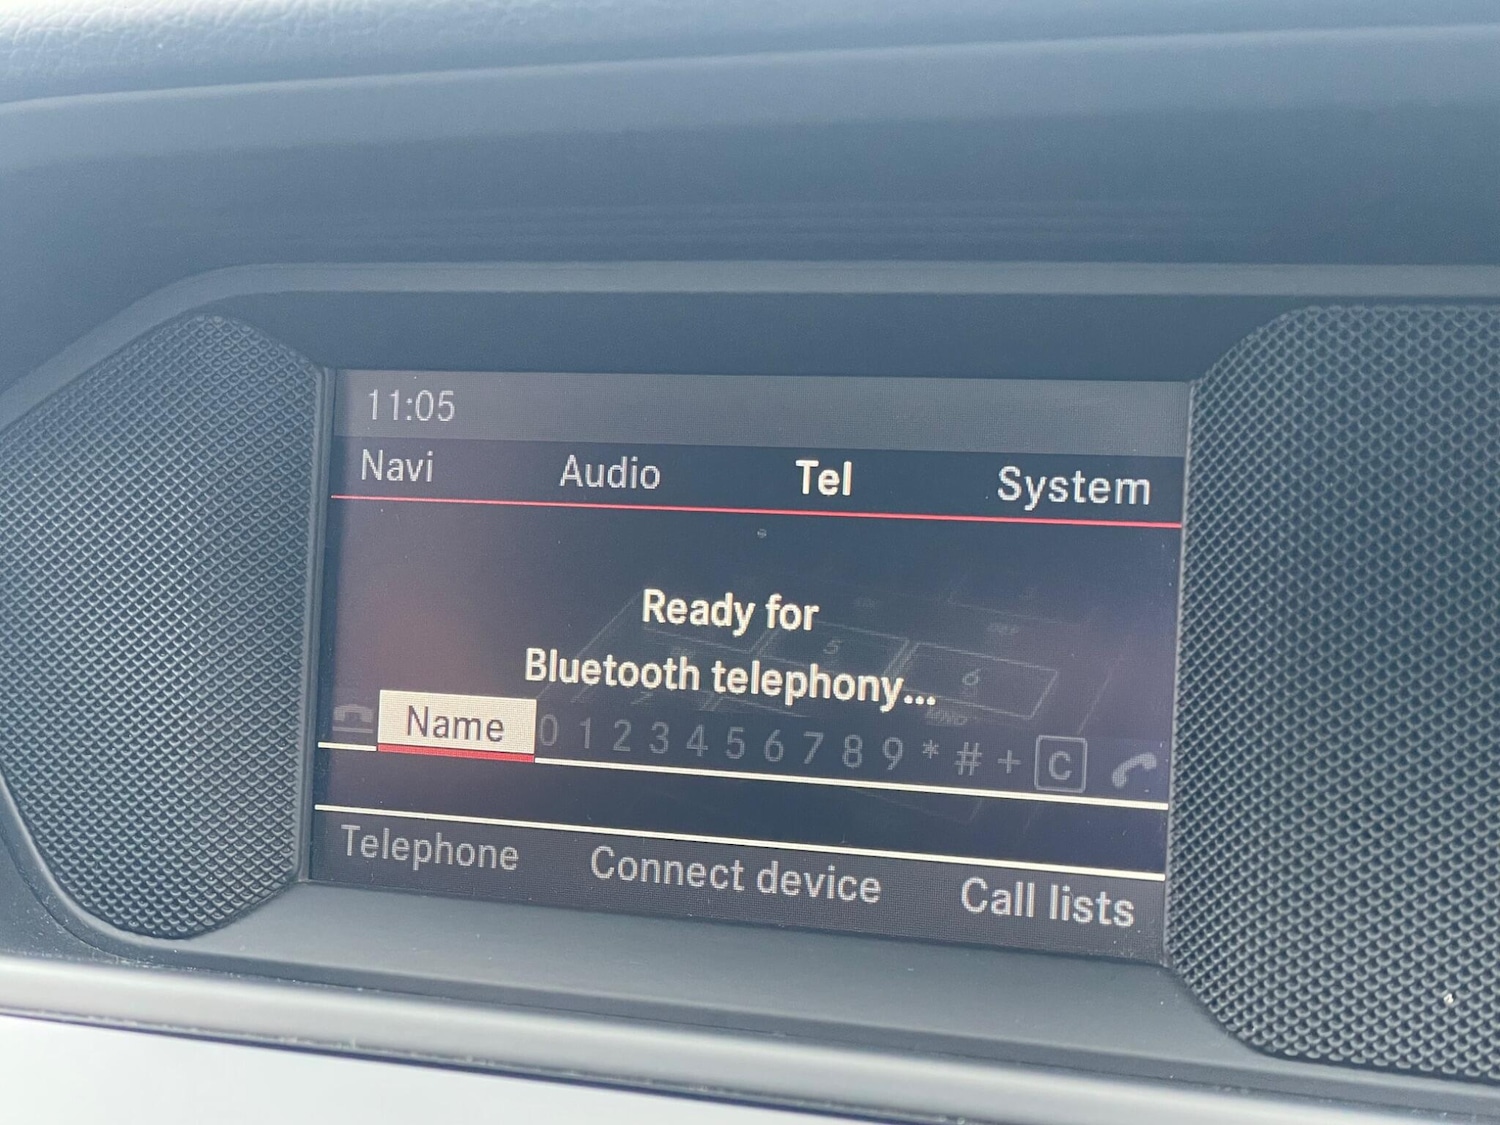 11:05
Navi Audio Tel System
Ready for
Bluetooth telephony...
Name 0 1 2 3 4 5 6 7 8 9 * # + C
Telephone Connect device Call lists